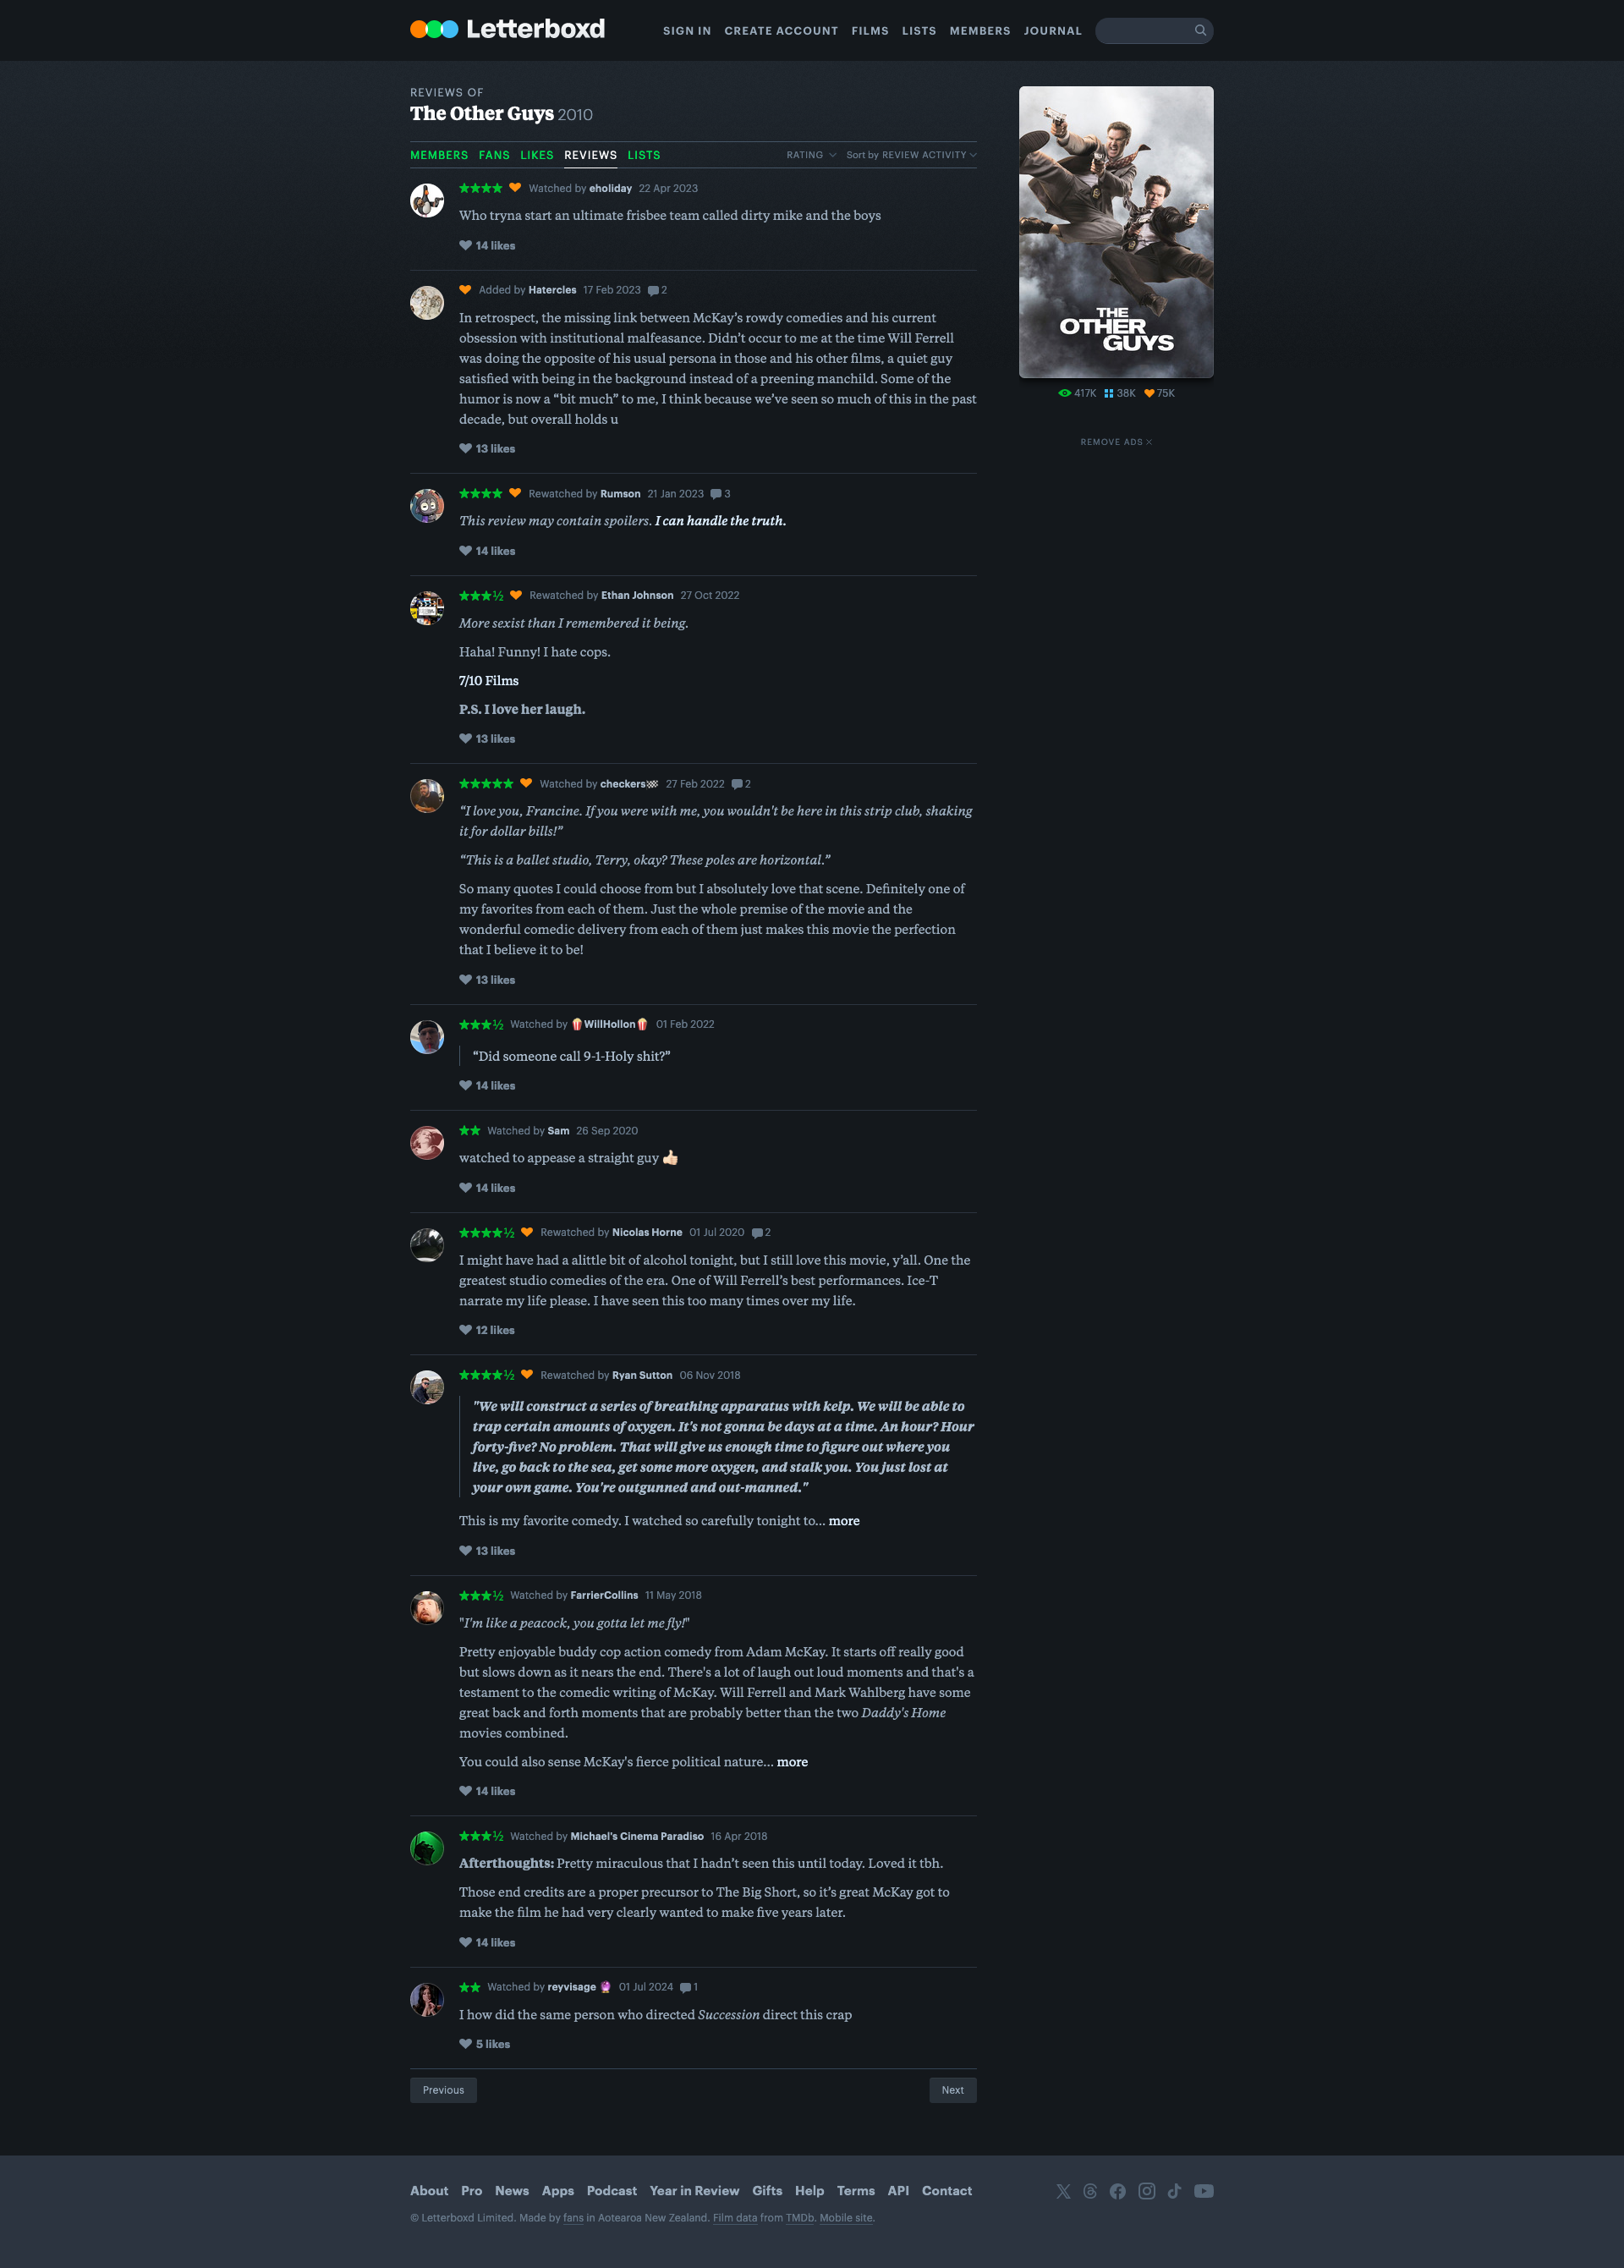 Letterboxd
SIGN IN CREATE ACCOUNT FILMS LISTS MEMBERS JOURNAL
REVIEWS OF
The Other Guys 2010
MEMBERS FANS LIKES REVIEWS LISTS RATING Sort by REVIEW ACTIVITY
★★★★ Watched by eholiday 22 Apr 2023
Who tryna start an ultimate frisbee team called dirty mike and the boys
14 likes
Added by Hatercles 17 Feb 2023 2
In retrospect, the missing link between McKay’s rowdy comedies and his current
obsession with institutional malfeasance. Didn’t occur to me at the time Will Ferrell
was doing the opposite of his usual persona in those and his other films, a quiet guy
satisfied with being in the background instead of a preening manchild. Some of the
humor is now a “bit much” to me, I think because we’ve seen so much of this in the past
decade, but overall holds u
13 likes
★★★★ Rewatched by Rumson 21 Jan 2023 3
This review may contain spoilers. I can handle the truth.
14 likes
★★★½ Rewatched by Ethan Johnson 27 Oct 2022
More sexist than I remembered it being.
Haha! Funny! I hate cops.
7/10 Films
P.S. I love her laugh.
13 likes
★★★★★ Watched by checkers 27 Feb 2022 2
“I love you, Francine. If you were with me, you wouldn't be here in this strip club, shaking
it for dollar bills!”
“This is a ballet studio, Terry, okay? These poles are horizontal.”
So many quotes I could choose from but I absolutely love that scene. Definitely one of
my favorites from each of them. Just the whole premise of the movie and the
wonderful comedic delivery from each of them just makes this movie the perfection
that I believe it to be!
13 likes
★★★½ Watched by 🍿WillHollon🍿 01 Feb 2022
“Did someone call 9-1-Holy shit?”
14 likes
★★ Watched by Sam 26 Sep 2020
watched to appease a straight guy 👍🏻
14 likes
★★★★½ Rewatched by Nicolas Horne 01 Jul 2020 2
I might have had a alittle bit of alcohol tonight, but I still love this movie, y’all. One the
greatest studio comedies of the era. One of Will Ferrell’s best performances. Ice-T
narrate my life please. I have seen this too many times over my life.
12 likes
★★★★½ Rewatched by Ryan Sutton 06 Nov 2018
"We will construct a series of breathing apparatus with kelp. We will be able to
trap certain amounts of oxygen. It's not gonna be days at a time. An hour? Hour
forty-five? No problem. That will give us enough time to figure out where you
live, go back to the sea, get some more oxygen, and stalk you. You just lost at
your own game. You're outgunned and out-manned."
This is my favorite comedy. I watched so carefully tonight to… more
13 likes
★★★½ Watched by FarrierCollins 11 May 2018
"I'm like a peacock, you gotta let me fly!"
Pretty enjoyable buddy cop action comedy from Adam McKay. It starts off really good
but slows down as it nears the end. There's a lot of laugh out loud moments and that's a
testament to the comedic writing of McKay. Will Ferrell and Mark Wahlberg have some
great back and forth moments that are probably better than the two Daddy's Home
movies combined.
You could also sense McKay's fierce political nature… more
14 likes
★★★½ Watched by Michael's Cinema Paradiso 16 Apr 2018
Afterthoughts: Pretty miraculous that I hadn’t seen this until today. Loved it tbh.
Those end credits are a proper precursor to The Big Short, so it’s great McKay got to
make the film he had very clearly wanted to make five years later.
14 likes
★★ Watched by reyvisage 🔮 01 Jul 2024 1
I how did the same person who directed Succession direct this crap
5 likes
Previous Next
THE
OTHER
GUYS
417K 38K 75K
REMOVE ADS
About Pro News Apps Podcast Year in Review Gifts Help Terms API Contact
© Letterboxd Limited. Made by fans in Aotearoa New Zealand. Film data from TMDb. Mobile site.